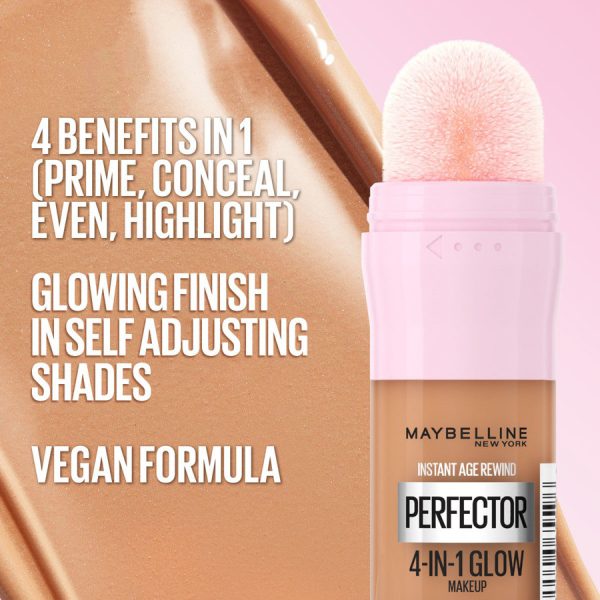 4 BENEFITS IN 1
(PRIME, CONCEAL,
EVEN, HIGHLIGHT)
GLOWING FINISH
IN SELF ADJUSTING
SHADES
VEGAN FORMULA
MAYBELLINE
NEW YORK
INSTANT AGE REWIND
PERFECTOR
4-IN-1 GLOW
MAKEUP